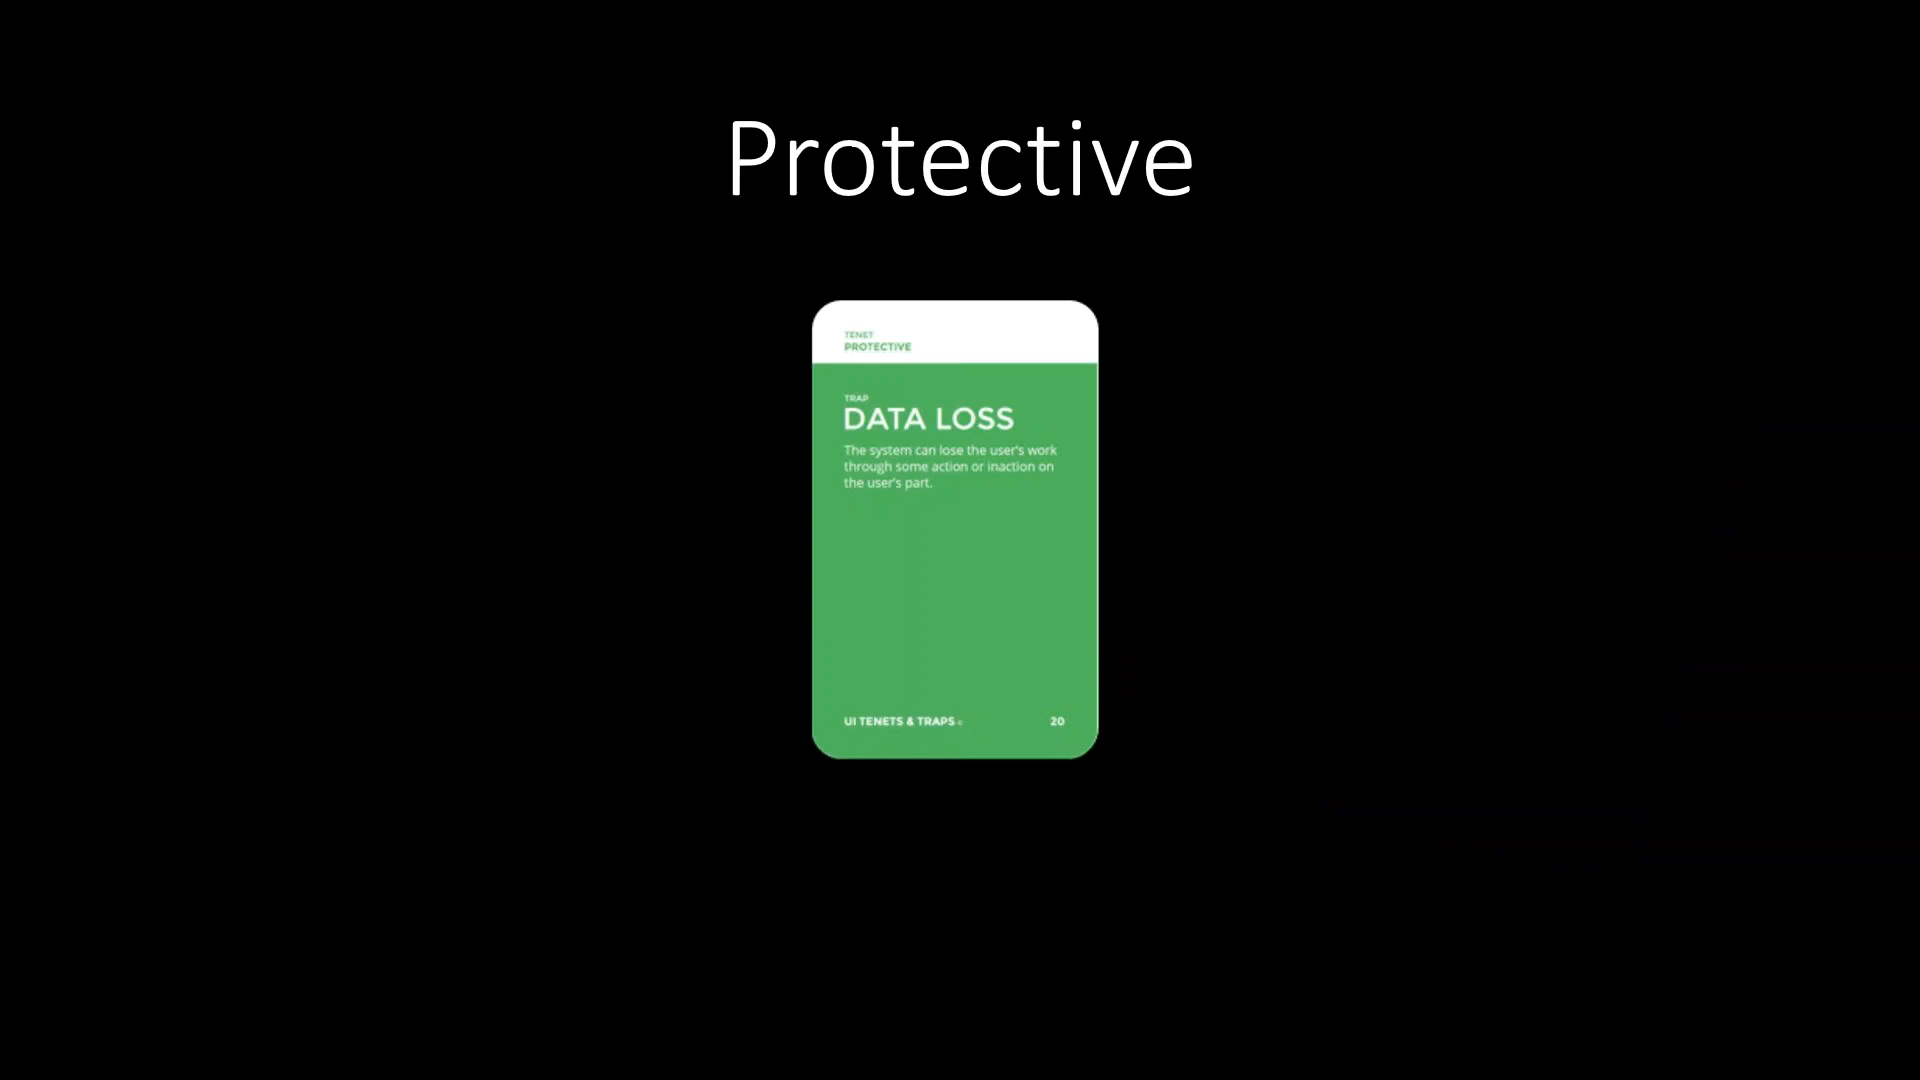 Protective
TENET
PROTECTIVE
TRAP
DATA LOSS
The system can lose the user's work
through some action or inaction on
the user's part.
UI TENETS & TRAPS ©
20